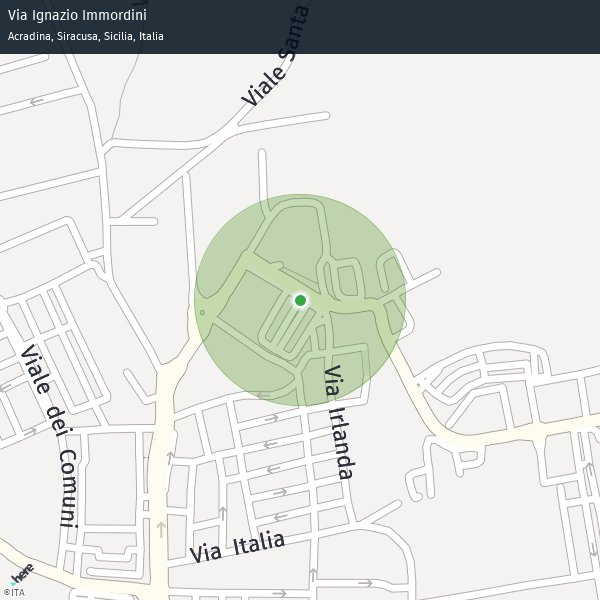 Via Ignazio Immordini
Acradina, Siracusa, Sicilia, Italia
Viale Santa
Viale dei Comuni
Via Irlanda
Via Italia
here
©ITA